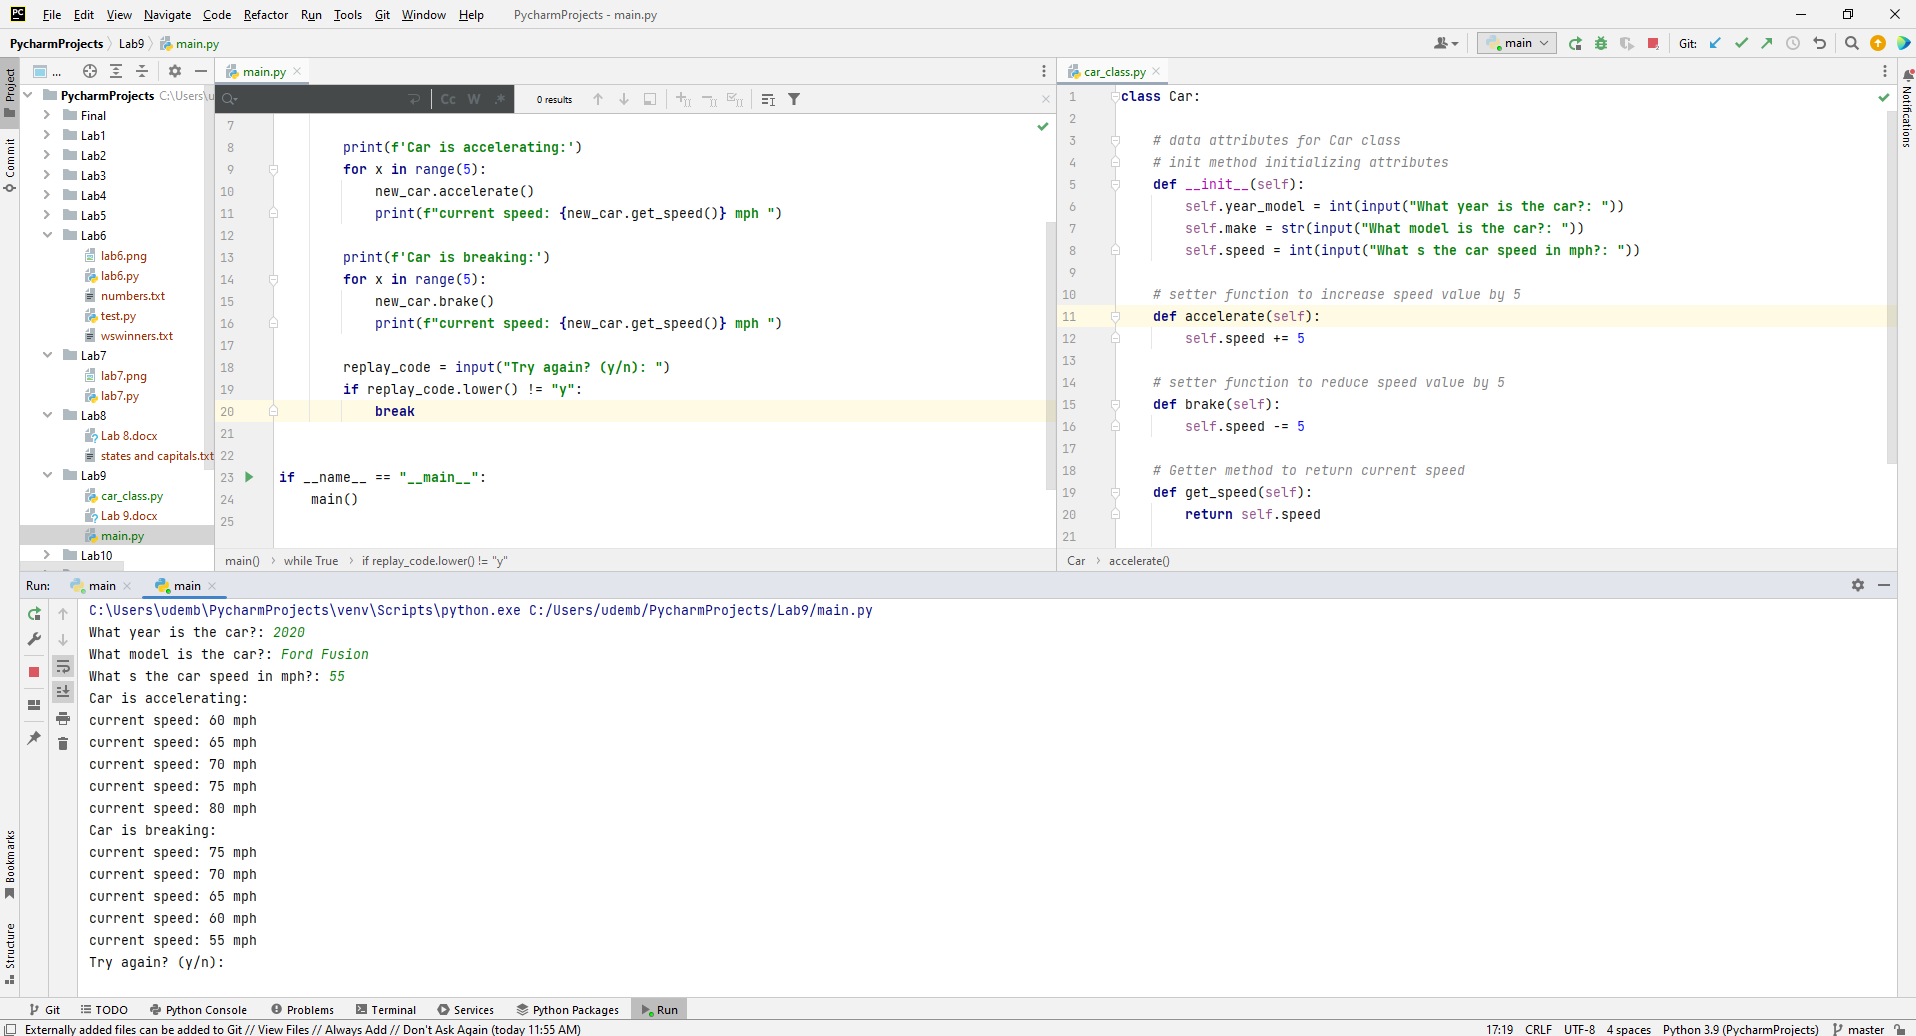 PC File Edit View Navigate Code Refactor Run Tools Git Window Help PycharmProjects - main.py
PycharmProjects Lab9 main.py main Git:
Project
Commit
Bookmarks
Structure
...
PycharmProjects C:\Users\u
Final
Lab1
Lab2
Lab3
Lab4
Lab5
Lab6
lab6.png
lab6.py
numbers.txt
test.py
wswinners.txt
Lab7
lab7.png
lab7.py
Lab8
Lab 8.docx
states and capitals.txt
Lab9
car_class.py
Lab 9.docx
main.py
Lab10
main.py
Cc W .* 0 results
7
8 print(f'Car is accelerating:')
9 for x in range(5):
10 new_car.accelerate()
11 print(f"current speed: {new_car.get_speed()} mph ")
12
13 print(f'Car is breaking:')
14 for x in range(5):
15 new_car.brake()
16 print(f"current speed: {new_car.get_speed()} mph ")
17
18 replay_code = input("Try again? (y/n): ")
19 if replay_code.lower() != "y":
20 break
21
22
23 if __name__ == "__main__":
24 main()
25
main() while True if replay_code.lower() != "y"
car_class.py
1 class Car:
2
3 # data attributes for Car class
4 # init method initializing attributes
5 def __init__(self):
6 self.year_model = int(input("What year is the car?: "))
7 self.make = str(input("What model is the car?: "))
8 self.speed = int(input("What s the car speed in mph?: "))
9
10 # setter function to increase speed value by 5
11 def accelerate(self):
12 self.speed += 5
13
14 # setter function to reduce speed value by 5
15 def brake(self):
16 self.speed -= 5
17
18 # Getter method to return current speed
19 def get_speed(self):
20 return self.speed
21
Car accelerate()
Notifications
Run: main main
C:\Users\udemb\PycharmProjects\venv\Scripts\python.exe C:/Users/udemb/PycharmProjects/Lab9/main.py
What year is the car?: 2020
What model is the car?: Ford Fusion
What s the car speed in mph?: 55
Car is accelerating:
current speed: 60 mph
current speed: 65 mph
current speed: 70 mph
current speed: 75 mph
current speed: 80 mph
Car is breaking:
current speed: 75 mph
current speed: 70 mph
current speed: 65 mph
current speed: 60 mph
current speed: 55 mph
Try again? (y/n):
Git TODO Python Console Problems Terminal Services Python Packages Run
Externally added files can be added to Git // View Files // Always Add // Don't Ask Again (today 11:55 AM) 17:19 CRLF UTF-8 4 spaces Python 3.9 (PycharmProjects) master